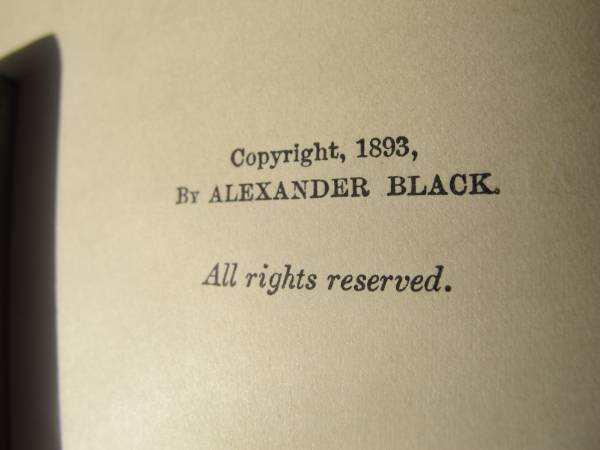 Copyright, 1893,
By ALEXANDER BLACK.
All rights reserved.